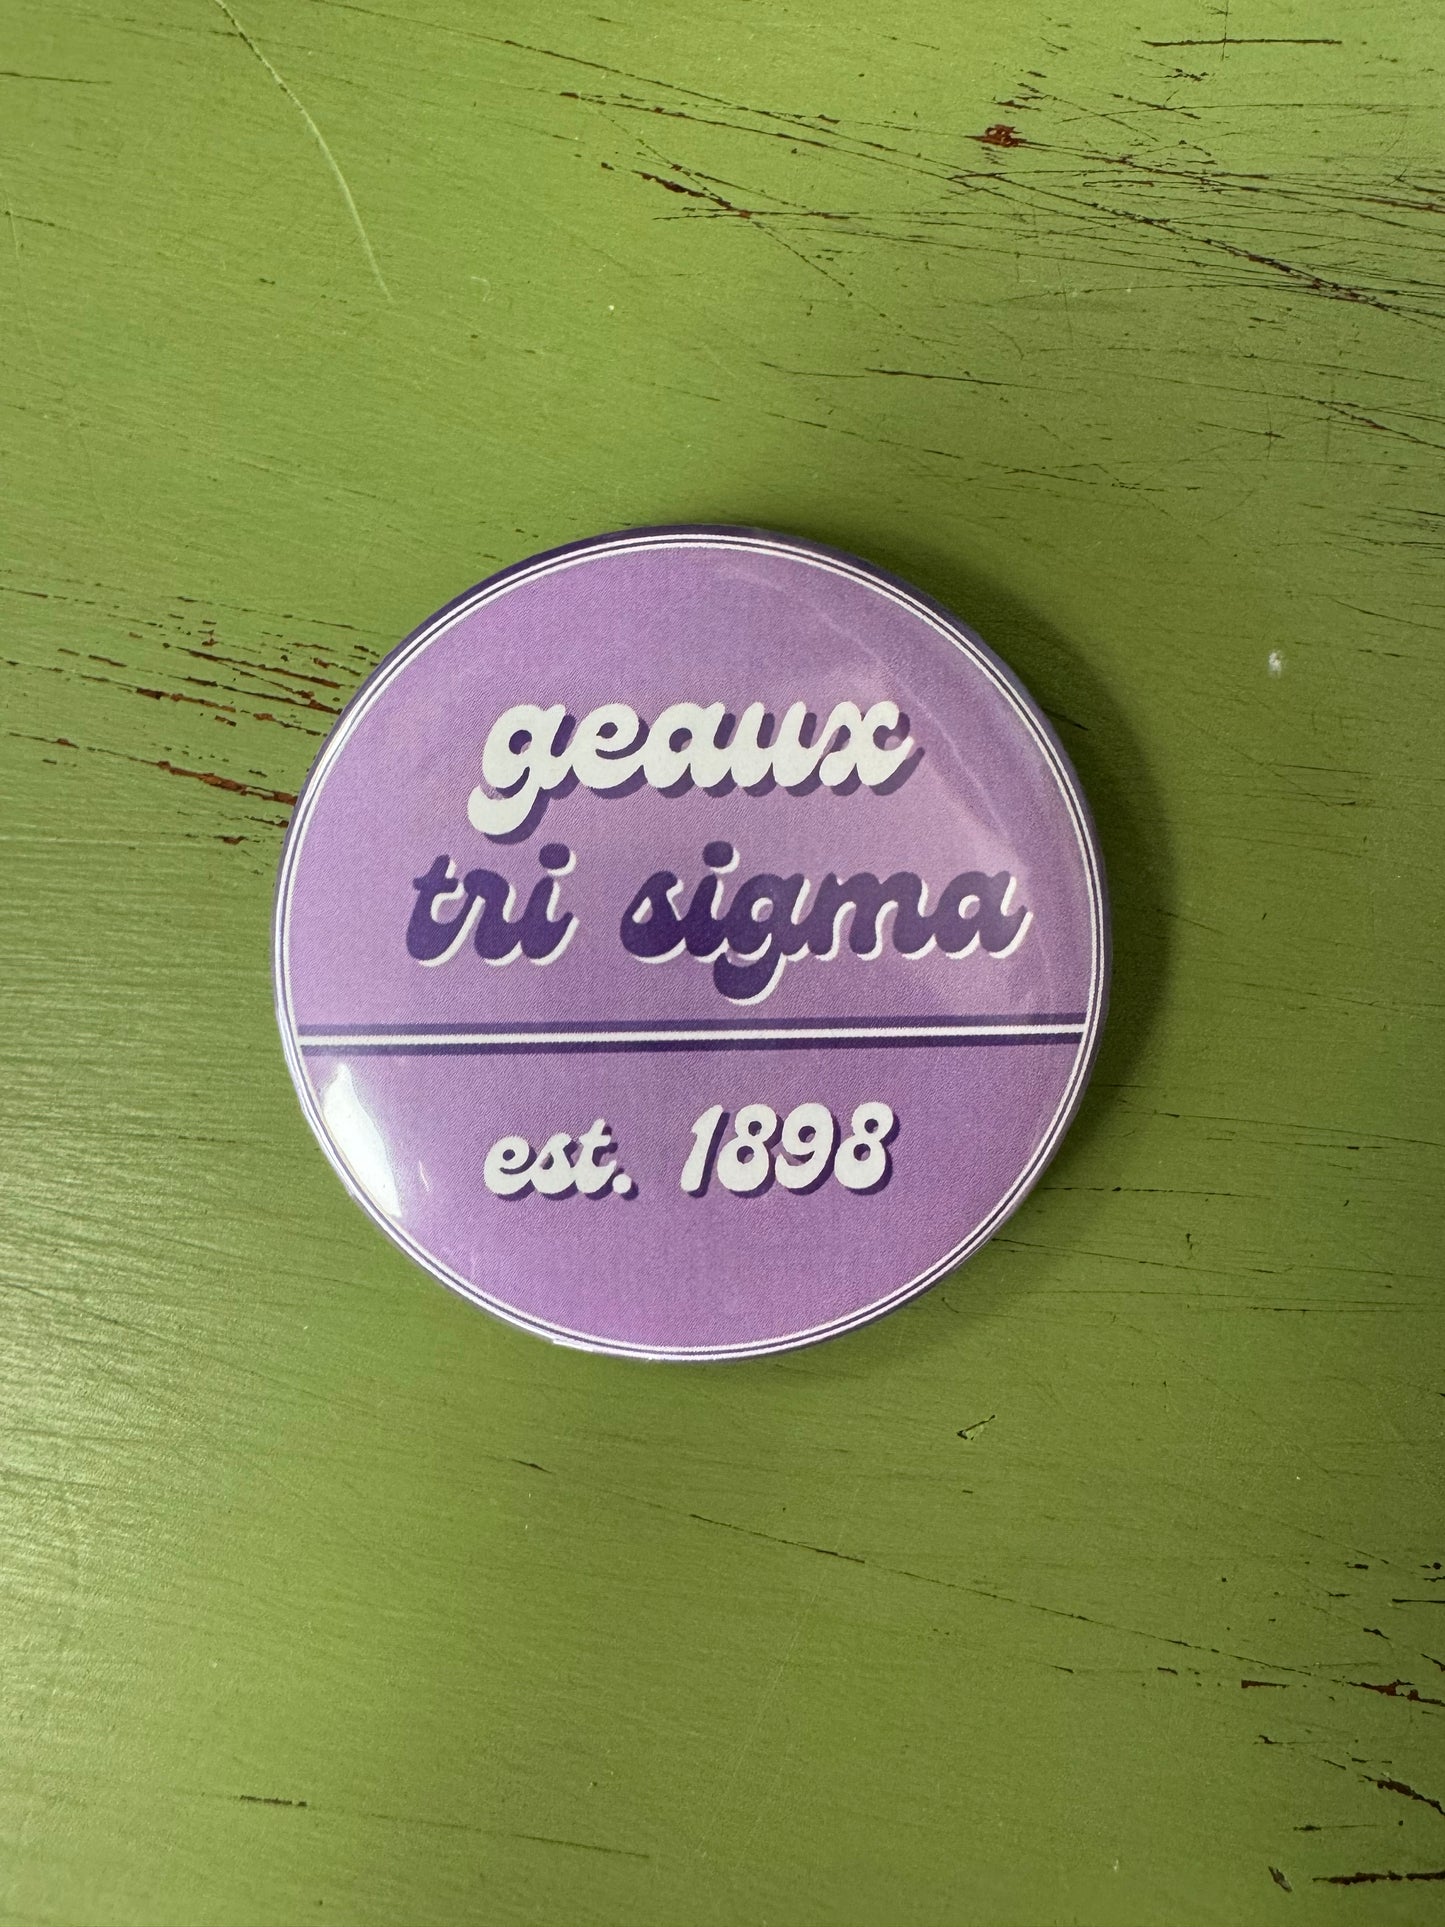 geaux
tri sigma
est. 1898